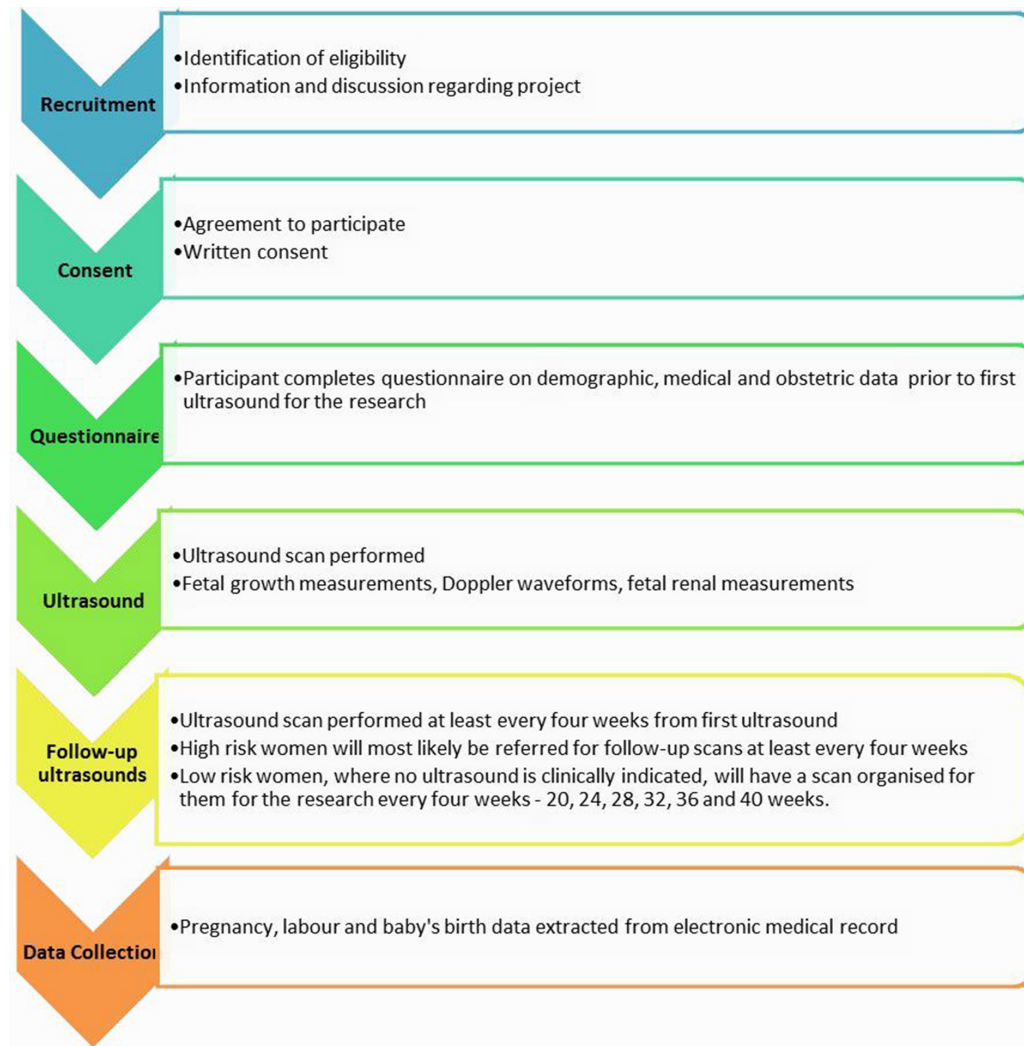 Recruitment
•Identification of eligibility
•Information and discussion regarding project
Consent
•Agreement to participate
•Written consent
Questionnaire
•Participant completes questionnaire on demographic, medical and obstetric data prior to first
ultrasound for the research
Ultrasound
•Ultrasound scan performed
•Fetal growth measurements, Doppler waveforms, fetal renal measurements
Follow-up
ultrasounds
•Ultrasound scan performed at least every four weeks from first ultrasound
•High risk women will most likely be referred for follow-up scans at least every four weeks
•Low risk women, where no ultrasound is clinically indicated, will have a scan organised for
them for the research every four weeks - 20, 24, 28, 32, 36 and 40 weeks.
Data Collection
•Pregnancy, labour and baby's birth data extracted from electronic medical record